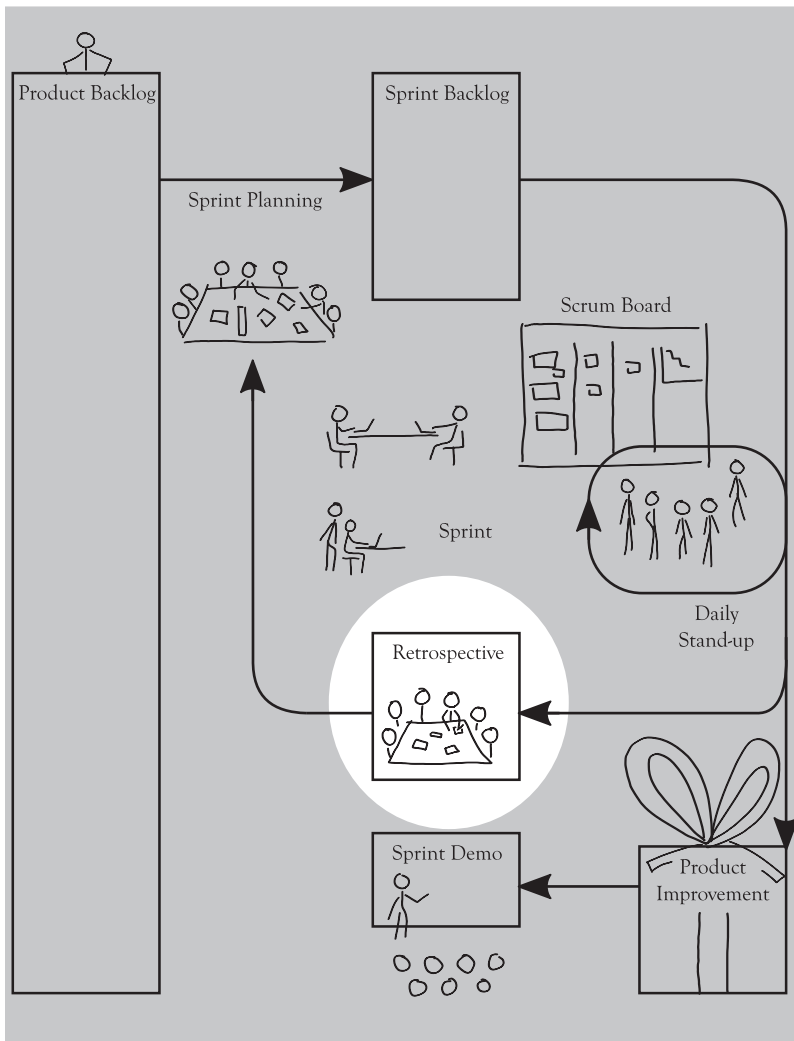 Product Backlog
Sprint Backlog
Sprint Planning
Scrum Board
Sprint
Daily
Stand-up
Retrospective
Sprint Demo
Product
Improvement